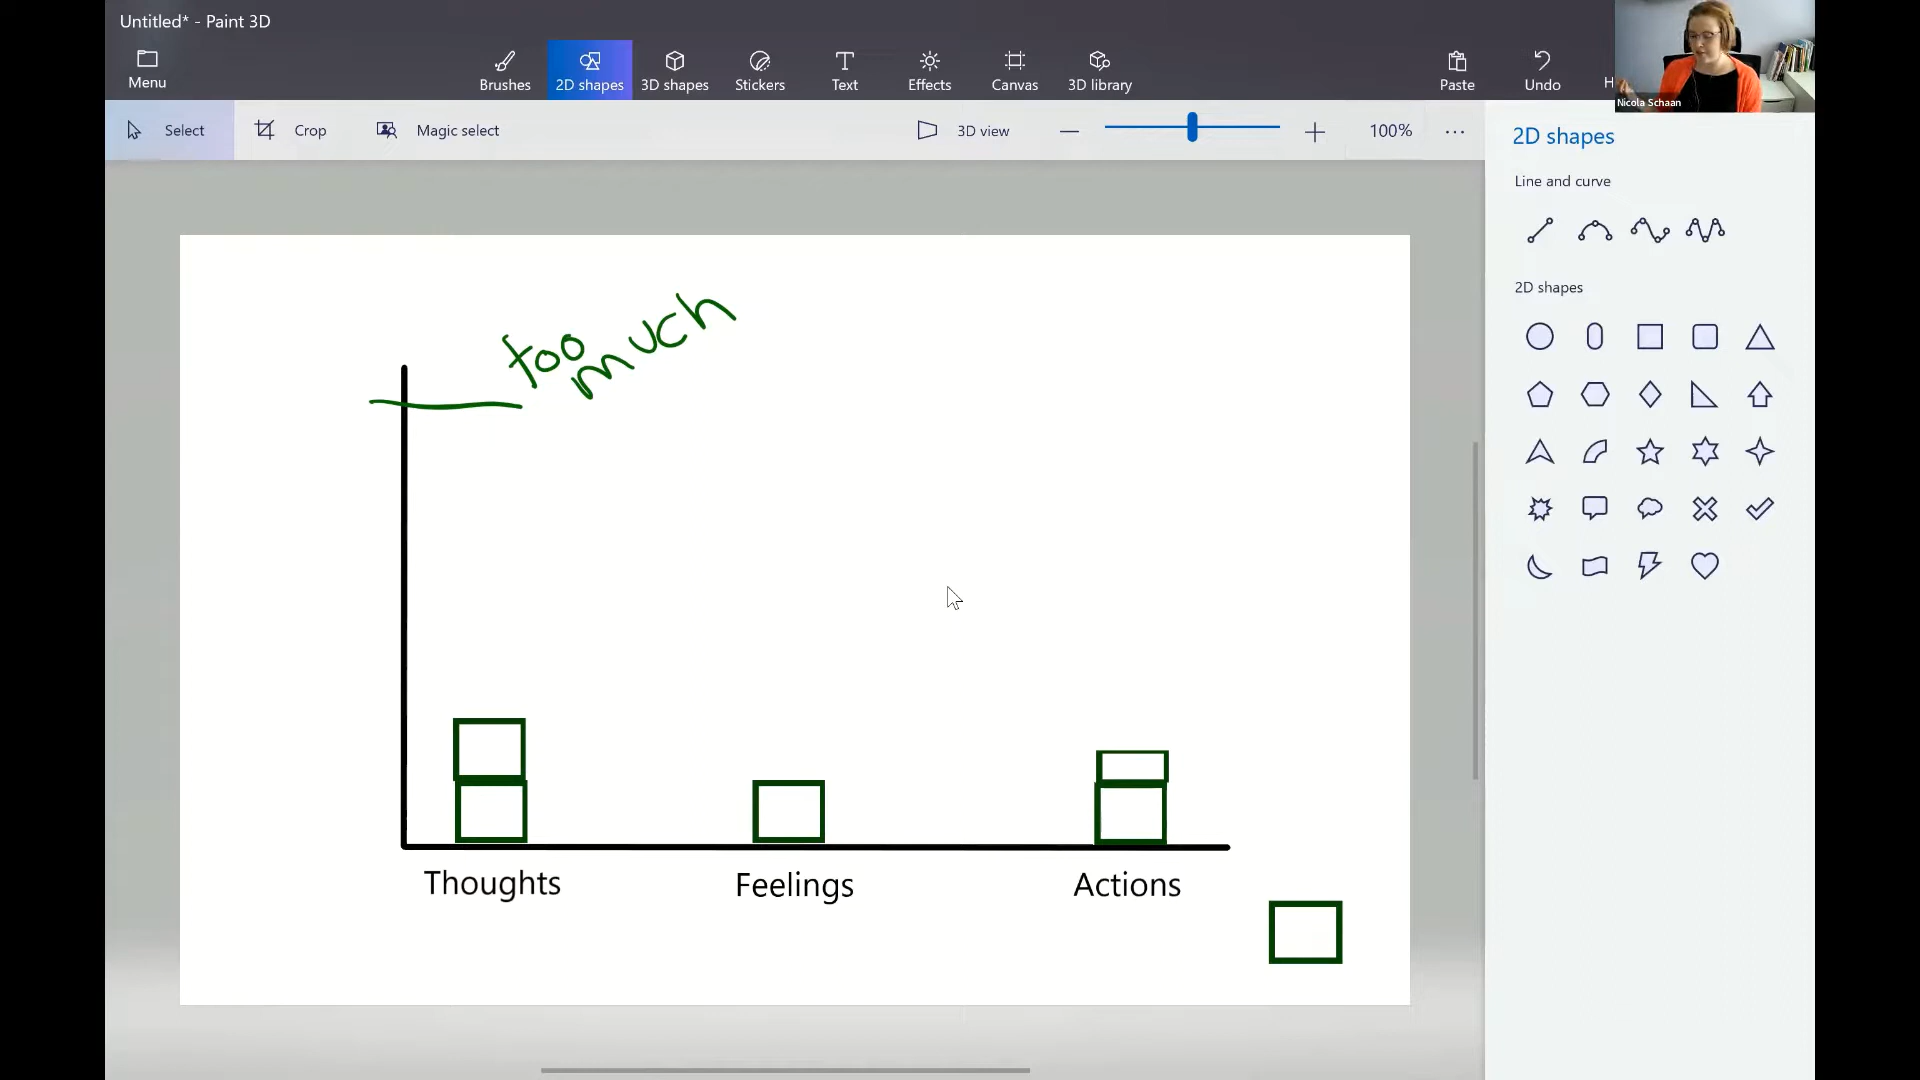 Untitled* - Paint 3D
Menu
Brushes
2D shapes
3D shapes
Stickers
Text
Effects
Canvas
3D library
Paste
Undo
H
Nicola Schaan
Select
Crop
Magic select
3D view
100%
2D shapes
Line and curve
2D shapes
too
much
Thoughts
Feelings
Actions